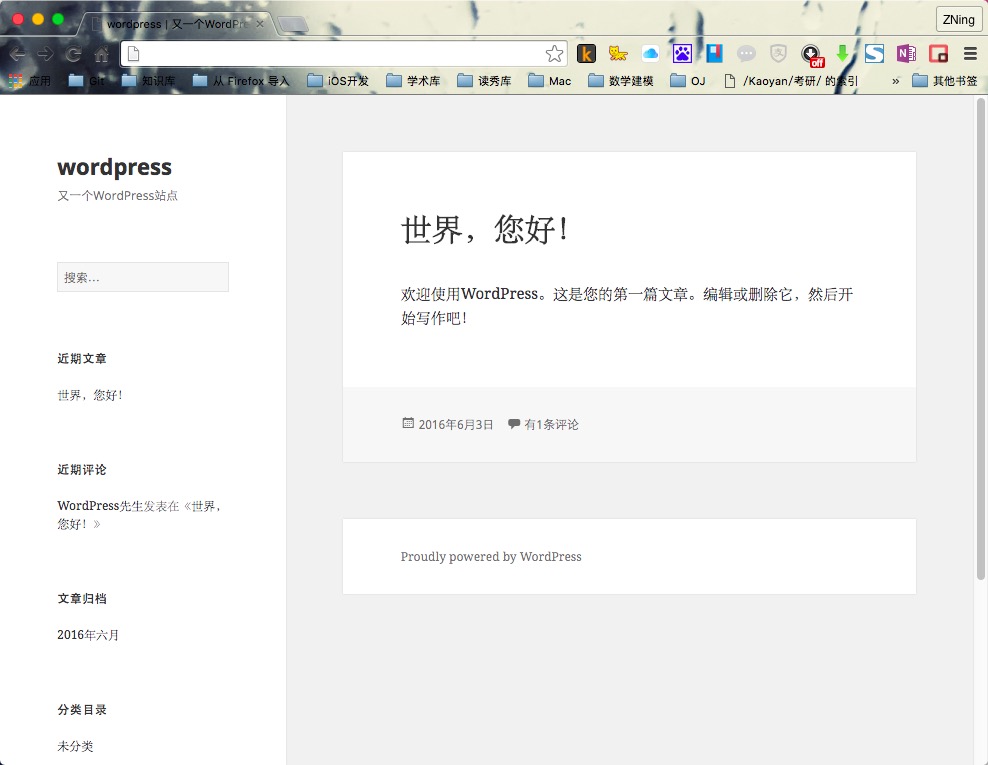 wordpress | 又一个WordPre
ZNing
off
应用 Git 知识库 从 Firefox 导入 iOS开发 学术库 读秀库 Mac 数学建模 OJ /Kaoyan/考研/ 的索引 » 其他书签
wordpress
又一个WordPress站点
搜索…
近期文章
世界，您好！
近期评论
WordPress先生发表在《世界，
您好！》
文章归档
2016年六月
分类目录
未分类
世界，您好！
欢迎使用WordPress。这是您的第一篇文章。编辑或删除它，然后开
始写作吧！
2016年6月3日 有1条评论
Proudly powered by WordPress